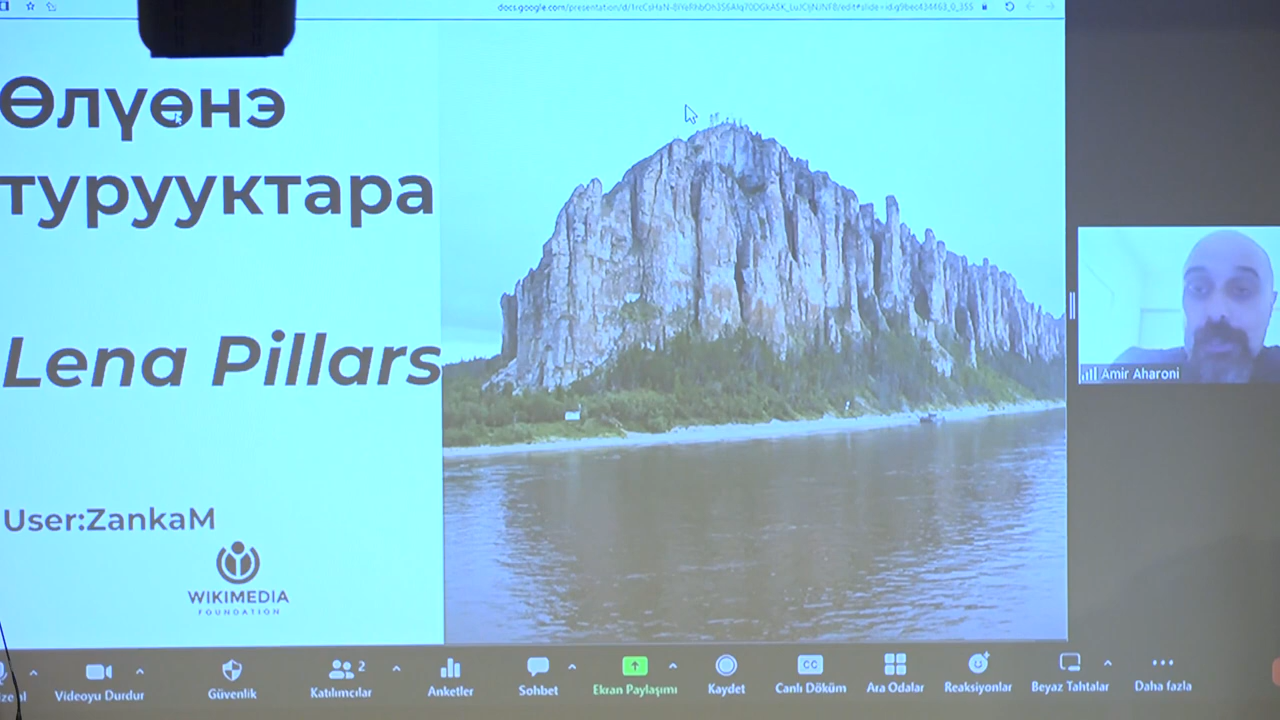 Өлүөнэ
турууктара
Lena Pillars
User:ZankaM
WIKIMEDIA
FOUNDATION
Amir Aharoni
2
Videoyu Durdur
Güvenlik
Katılımcılar
Anketler
Sohbet
Ekran Paylaşımı
Kaydet
CC
Canlı Döküm
Ara Odalar
Reaksiyonlar
Beyaz Tahtalar
Daha fazla